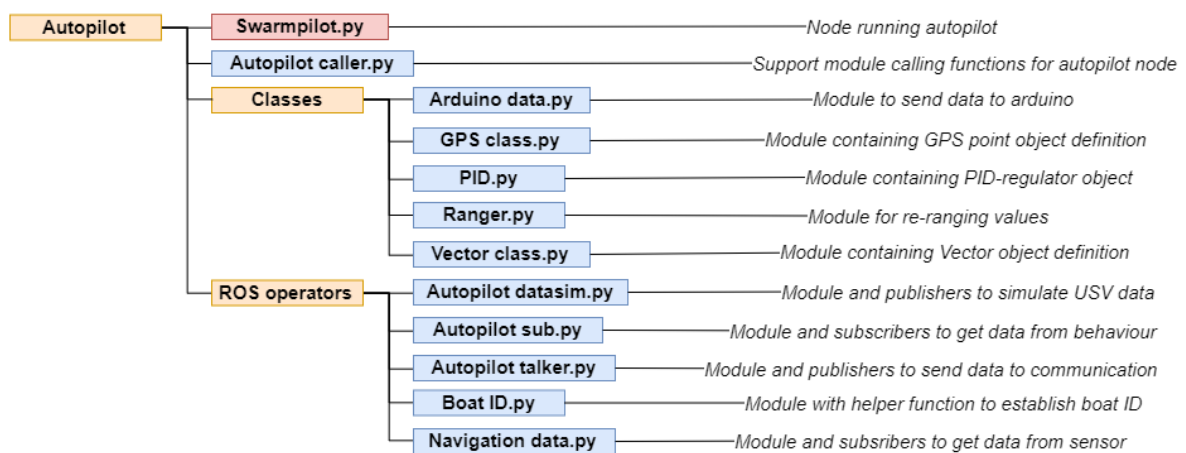 Autopilot
Swarmpilot.py
Node running autopilot
Autopilot caller.py
Support module calling functions for autopilot node
Classes
Arduino data.py
Module to send data to arduino
GPS class.py
Module containing GPS point object definition
PID.py
Module containing PID-regulator object
Ranger.py
Module for re-ranging values
Vector class.py
Module containing Vector object definition
ROS operators
Autopilot datasim.py
Module and publishers to simulate USV data
Autopilot sub.py
Module and subscribers to get data from behaviour
Autopilot talker.py
Module and publishers to send data to communication
Boat ID.py
Module with helper function to establish boat ID
Navigation data.py
Module and subsribers to get data from sensor